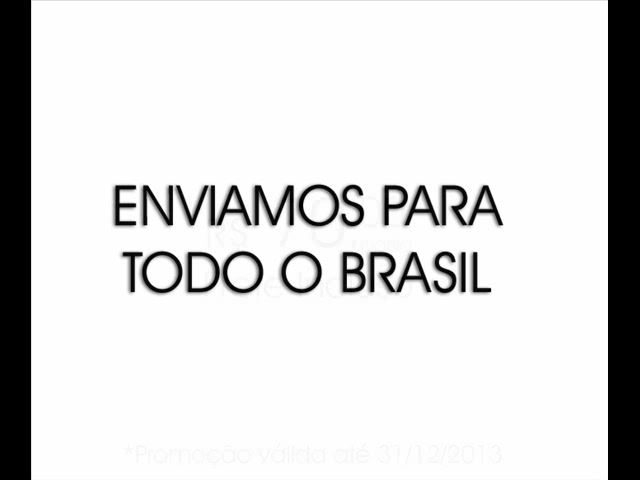 ENVIAMOS PARA
TODO O BRASIL
*Promoção válida até 31/12/2013